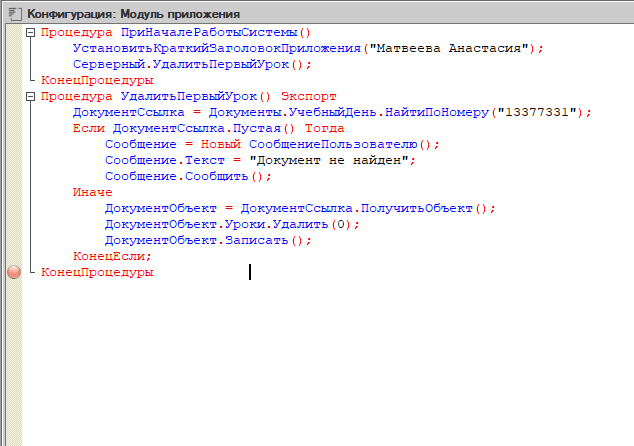 Конфигурация: Модуль приложения
Процедура ПриНачалеРаботыСистемы()
УстановитьКраткийЗаголовокПриложения("Матвеева Анастасия");
Серверный.УдалитьПервыйУрок();
КонецПроцедуры
Процедура УдалитьПервыйУрок() Экспорт
ДокументСсылка = Документы.УчебныйДень.НайтиПоНомеру("13377331");
Если ДокументСсылка.Пустая() Тогда
Сообщение = Новый СообщениеПользователю();
Сообщение.Текст = "Документ не найден";
Сообщение.Сообщить();
Иначе
ДокументОбъект = ДокументСсылка.ПолучитьОбъект();
ДокументОбъект.Уроки.Удалить(0);
ДокументОбъект.Записать();
КонецЕсли;
КонецПроцедуры